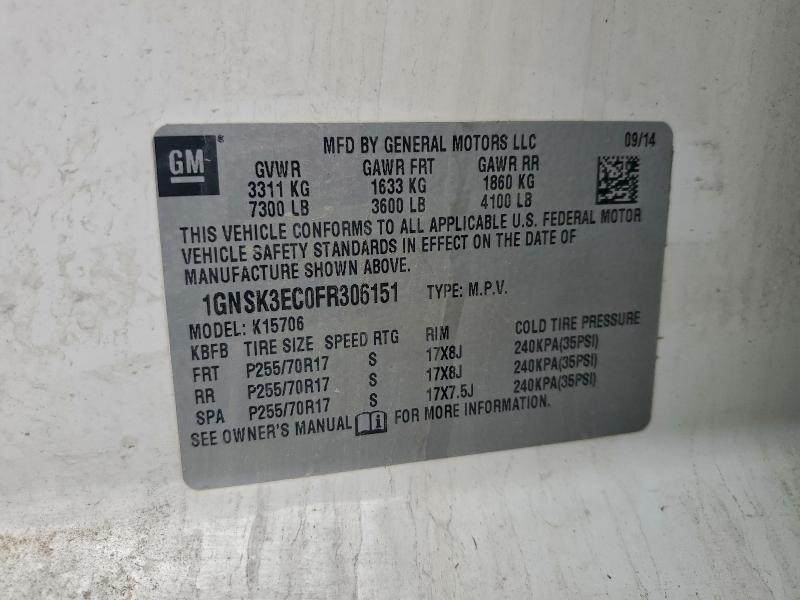 GM
MFD BY GENERAL MOTORS LLC 09/14
GVWR GAWR FRT GAWR RR
3311 KG 1633 KG 1860 KG
7300 LB 3600 LB 4100 LB
THIS VEHICLE CONFORMS TO ALL APPLICABLE U.S. FEDERAL MOTOR
VEHICLE SAFETY STANDARDS IN EFFECT ON THE DATE OF
MANUFACTURE SHOWN ABOVE.
1GNSK3EC0FR306151 TYPE: M.P.V.
MODEL: K15706
KBFB TIRE SIZE SPEED RTG RIM COLD TIRE PRESSURE
FRT P255/70R17 S 17X8J 240KPA(35PSI)
RR P255/70R17 S 17X8J 240KPA(35PSI)
SPA P255/70R17 S 17X7.5J 240KPA(35PSI)
SEE OWNER'S MANUAL FOR MORE INFORMATION.